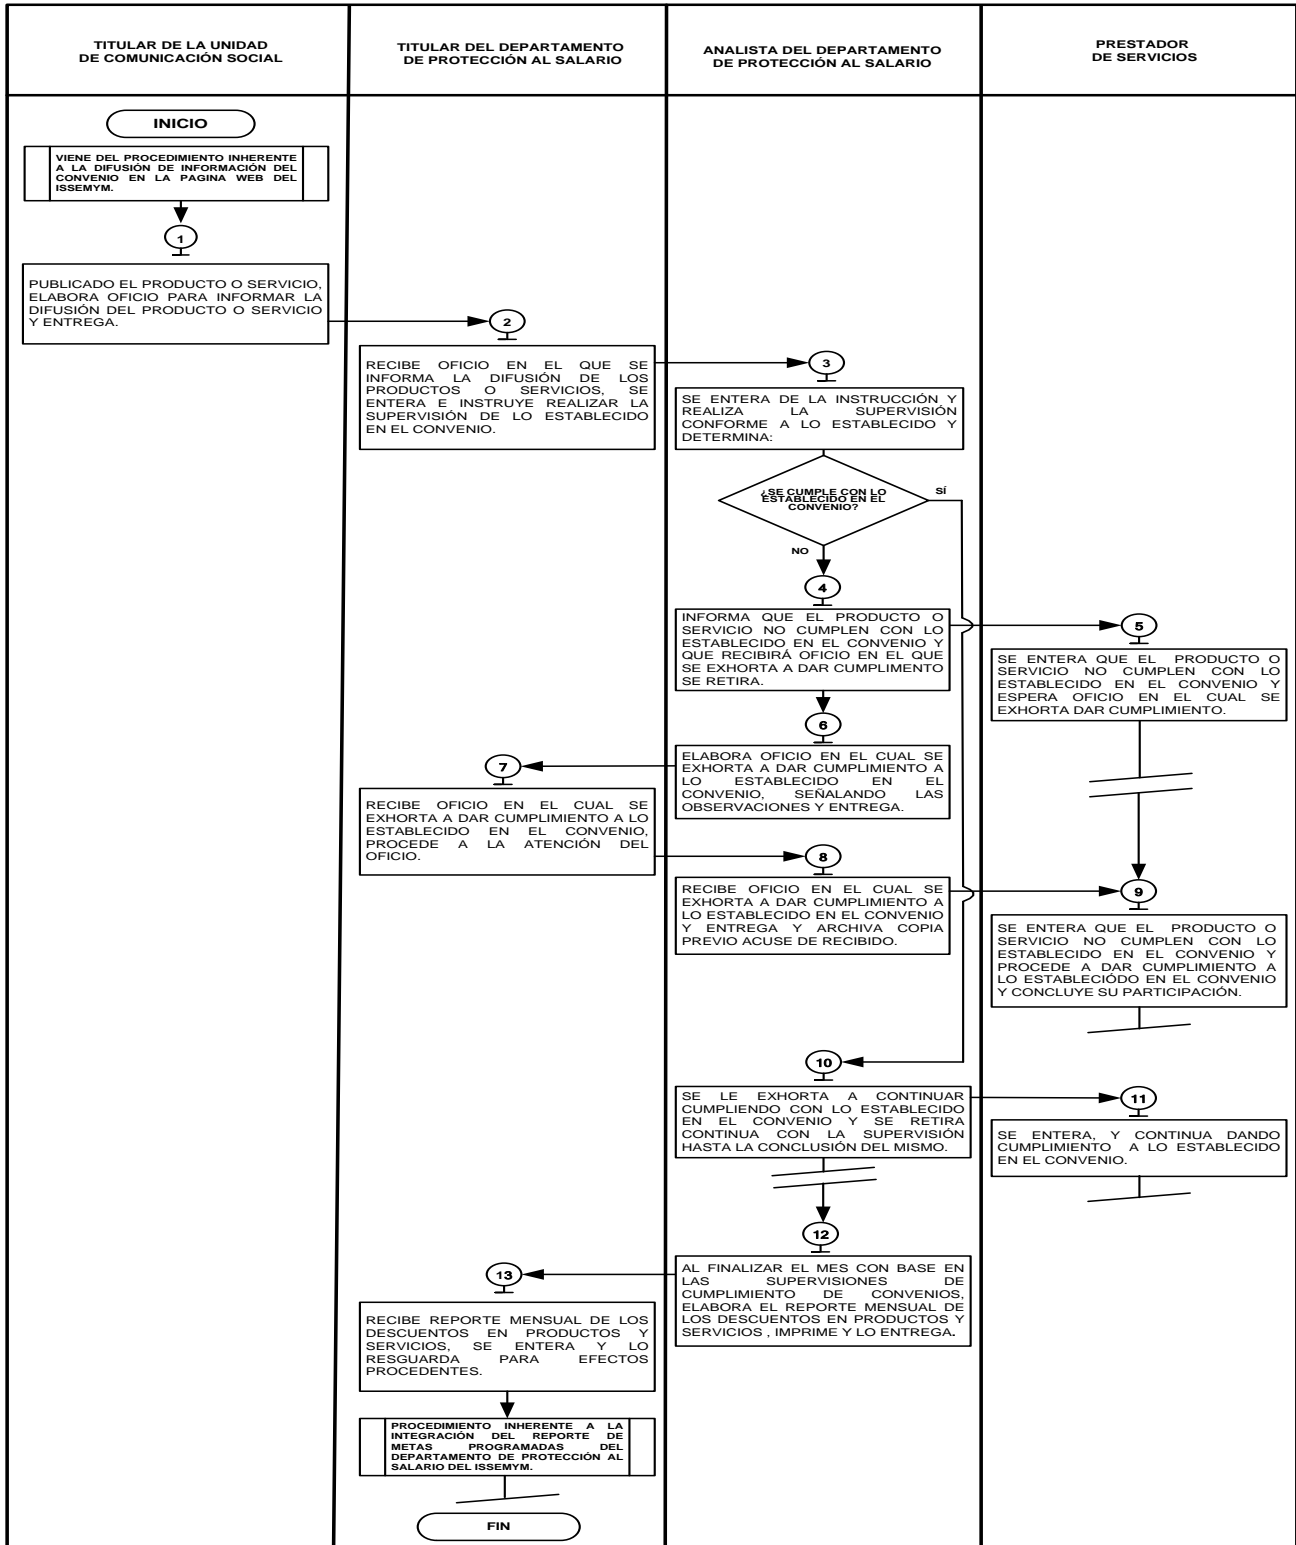 TITULAR DE LA UNIDAD
DE COMUNICACIÓN SOCIAL
TITULAR DEL DEPARTAMENTO
DE PROTECCIÓN AL SALARIO
ANALISTA DEL DEPARTAMENTO
DE PROTECCIÓN AL SALARIO
PRESTADOR
DE SERVICIOS
INICIO
VIENE DEL PROCEDIMIENTO INHERENTE
A LA DIFUSIÓN DE INFORMACIÓN DEL
CONVENIO EN LA PAGINA WEB DEL
ISSEMYM.
1
PUBLICADO EL PRODUCTO O SERVICIO,
ELABORA OFICIO PARA INFORMAR LA
DIFUSIÓN DEL PRODUCTO O SERVICIO
Y ENTREGA.
2
RECIBE OFICIO EN EL QUE SE
INFORMA LA DIFUSIÓN DE LOS
PRODUCTOS O SERVICIOS, SE
ENTERA E INSTRUYE REALIZAR LA
SUPERVISIÓN DE LO ESTABLECIDO
EN EL CONVENIO.
3
SE ENTERA DE LA INSTRUCCIÓN Y
REALIZA LA SUPERVISIÓN
CONFORME A LO ESTABLECIDO Y
DETERMINA:
¿SE CUMPLE CON LO
ESTABLECIDO EN EL
CONVENIO?
SÍ
NO
4
INFORMA QUE EL PRODUCTO O
SERVICIO NO CUMPLEN CON LO
ESTABLECIDO EN EL CONVENIO Y
QUE RECIBIRÁ OFICIO EN EL QUE
SE EXHORTA A DAR CUMPLIMENTO
SE RETIRA.
5
SE ENTERA QUE EL PRODUCTO O
SERVICIO NO CUMPLEN CON LO
ESTABLECIDO EN EL CONVENIO Y
ESPERA OFICIO EN EL CUAL SE
EXHORTA DAR CUMPLIMIENTO.
6
ELABORA OFICIO EN EL CUAL SE
EXHORTA A DAR CUMPLIMIENTO A
LO ESTABLECIDO EN EL
CONVENIO, SEÑALANDO LAS
OBSERVACIONES Y ENTREGA.
7
RECIBE OFICIO EN EL CUAL SE
EXHORTA A DAR CUMPLIMIENTO A LO
ESTABLECIDO EN EL CONVENIO,
PROCEDE A LA ATENCIÓN DEL
OFICIO.
8
RECIBE OFICIO EN EL CUAL SE
EXHORTA A DAR CUMPLIMIENTO A
LO ESTABLECIDO EN EL CONVENIO
Y ENTREGA Y ARCHIVA COPIA
PREVIO ACUSE DE RECIBIDO.
9
SE ENTERA QUE EL PRODUCTO O
SERVICIO NO CUMPLEN CON LO
ESTABLECIDO EN EL CONVENIO Y
PROCEDE A DAR CUMPLIMIENTO A
LO ESTABLECIÓDO EN EL CONVENIO
Y CONCLUYE SU PARTICIPACIÓN.
10
SE LE EXHORTA A CONTINUAR
CUMPLIENDO CON LO ESTABLECIDO
EN EL CONVENIO Y SE RETIRA
CONTINUA CON LA SUPERVISIÓN
HASTA LA CONCLUSIÓN DEL MISMO.
11
SE ENTERA, Y CONTINUA DANDO
CUMPLIMIENTO A LO ESTABLECIDO
EN EL CONVENIO.
12
AL FINALIZAR EL MES CON BASE EN
LAS SUPERVISIONES DE
CUMPLIMIENTO DE CONVENIOS,
ELABORA EL REPORTE MENSUAL DE
LOS DESCUENTOS EN PRODUCTOS Y
SERVICIOS , IMPRIME Y LO ENTREGA.
13
RECIBE REPORTE MENSUAL DE LOS
DESCUENTOS EN PRODUCTOS Y
SERVICIOS, SE ENTERA Y LO
RESGUARDA PARA EFECTOS
PROCEDENTES.
PROCEDIMIENTO INHERENTE A LA
INTEGRACIÓN DEL REPORTE DE
METAS PROGRAMADAS DEL
DEPARTAMENTO DE PROTECCIÓN AL
SALARIO DEL ISSEMYM.
FIN